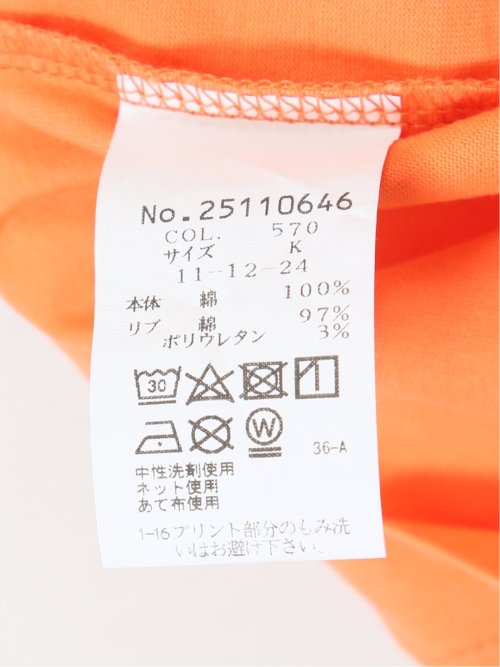 No.25110646
COL. 570
サイズ K
11-12-24
本体 綿 100%
リブ 綿 97%
ポリウレタン 3%
30
W
36-A
中性洗剤使用
ネット使用
あて布使用
1-16プリント部分のもみ洗
いはお避け下さい。